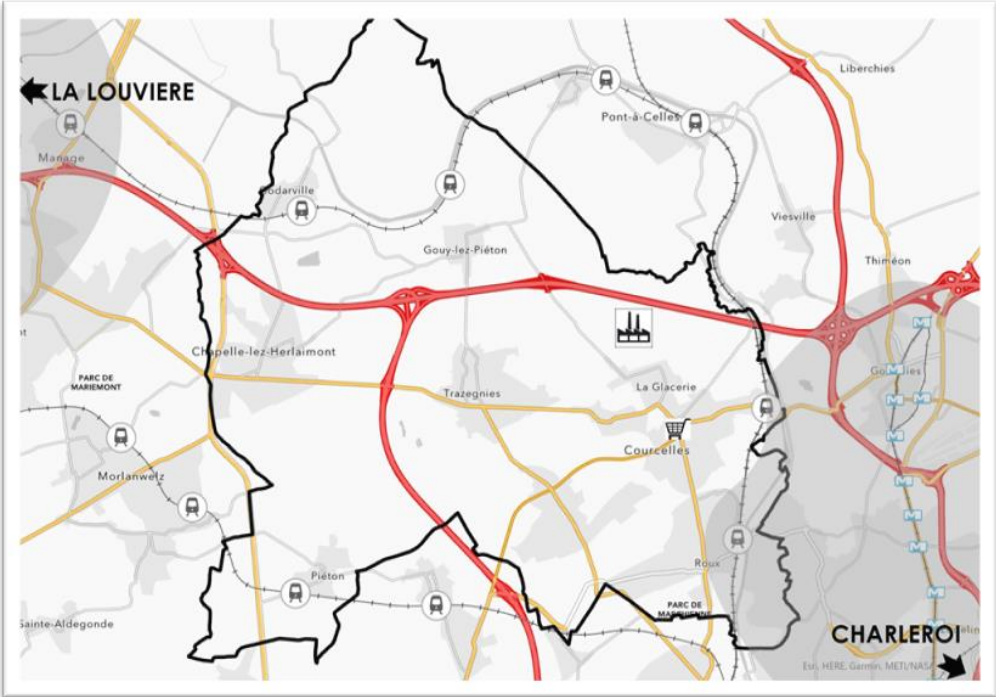 Liberchies
LA LOUVIERE
Pont-à-Celles
Manage
Godarville
Viesville
Gouy-lez-Piéton
Thiméon
Chapelle-lez-Herlaimont
PARC DE
MARIEMONT
La Glacerie
Trazegnies
Courcelles
Morlanwelz
Roux
Piéton
PARC DE
Sainte-Aldegonde
CHARLEROI
Esri, HERE, Garmin, METI/NASA
M
M
M
M
M
M
M
M
M
M